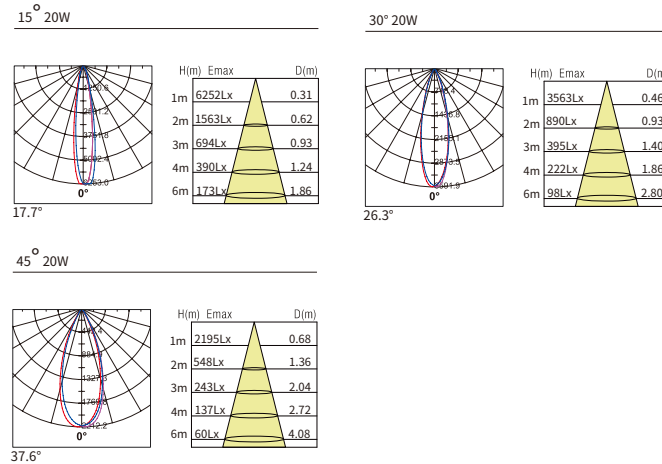 15° 20W
H(m) Emax D(m)
1m 6252Lx 0.31
2m 1563Lx 0.62
3m 694Lx 0.93
4m 390Lx 1.24
6m 173Lx 1.86
0°
17.7°
30° 20W
H(m) Emax D(m)
1m 3563Lx 0.46
2m 890Lx 0.93
3m 395Lx 1.40
4m 222Lx 1.86
6m 98Lx 2.80
0°
26.3°
45° 20W
H(m) Emax D(m)
1m 2195Lx 0.68
2m 548Lx 1.36
3m 243Lx 2.04
4m 137Lx 2.72
6m 60Lx 4.08
1327.3
0°
37.6°